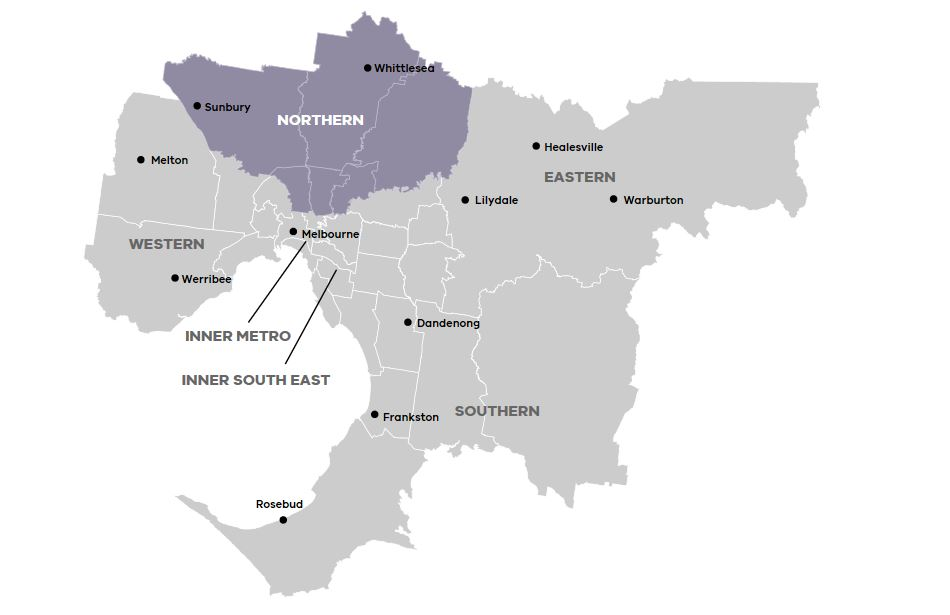 Whittlesea
Sunbury
NORTHERN
Healesville
Melton
EASTERN
Lilydale
Warburton
Melbourne
WESTERN
Werribee
Dandenong
INNER METRO
INNER SOUTH EAST
SOUTHERN
Frankston
Rosebud